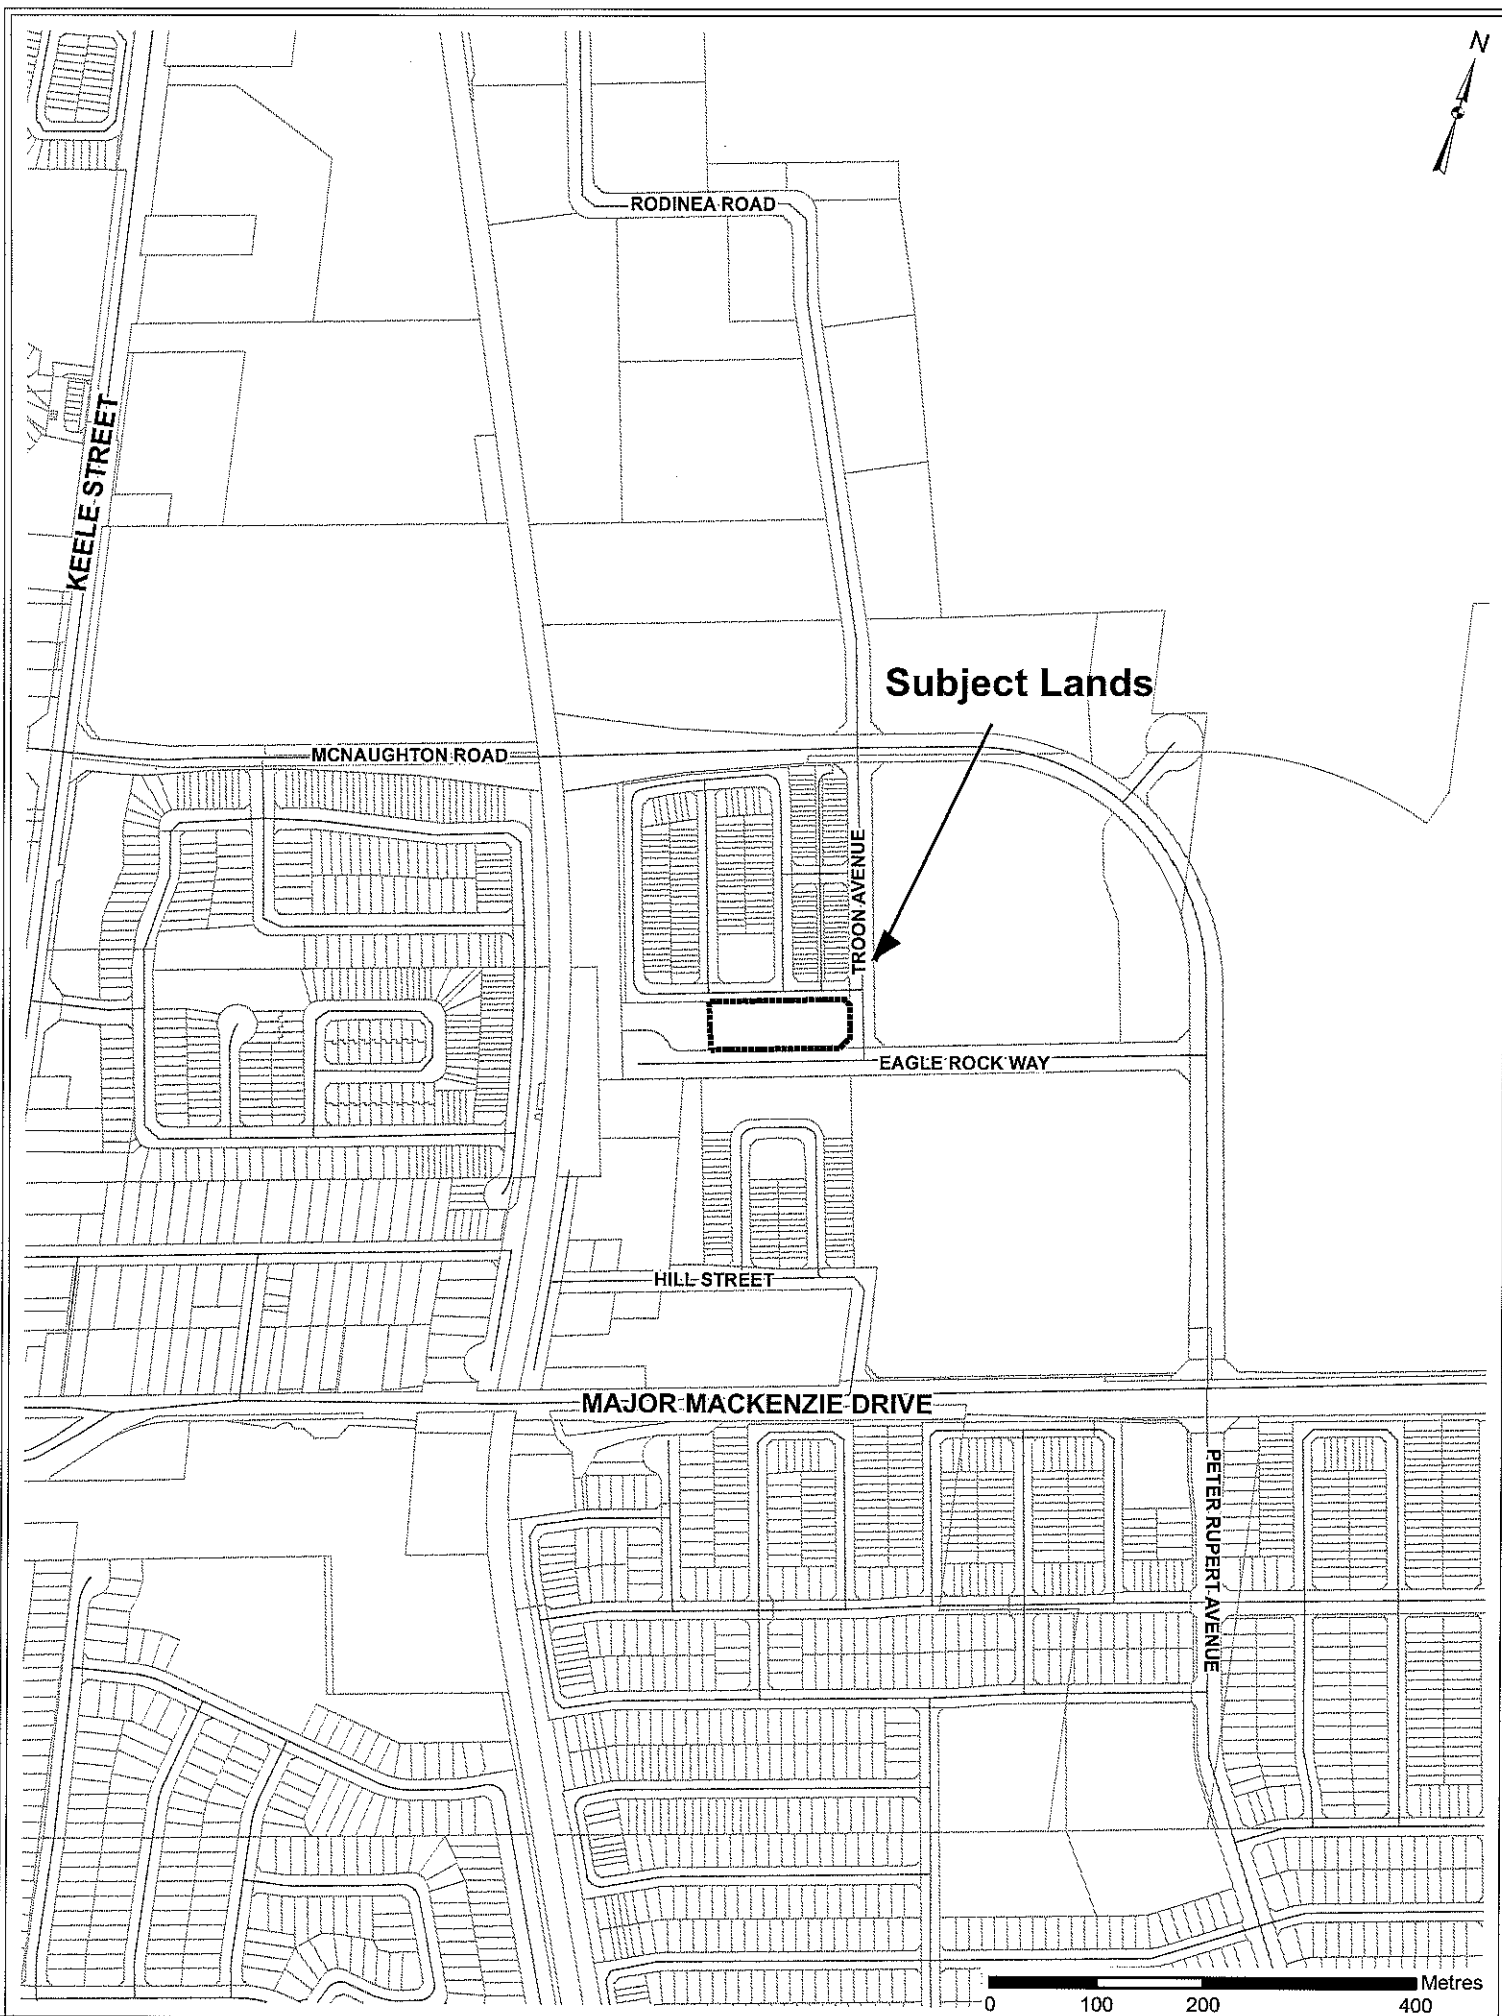 N
RODINEA ROAD
KEELE STREET
Subject Lands
MCNAUGHTON ROAD
TROON AVENUE
EAGLE ROCK WAY
HILL STREET
MAJOR MACKENZIE DRIVE
PETER RUPERT AVENUE
Metres
0 100 200 400